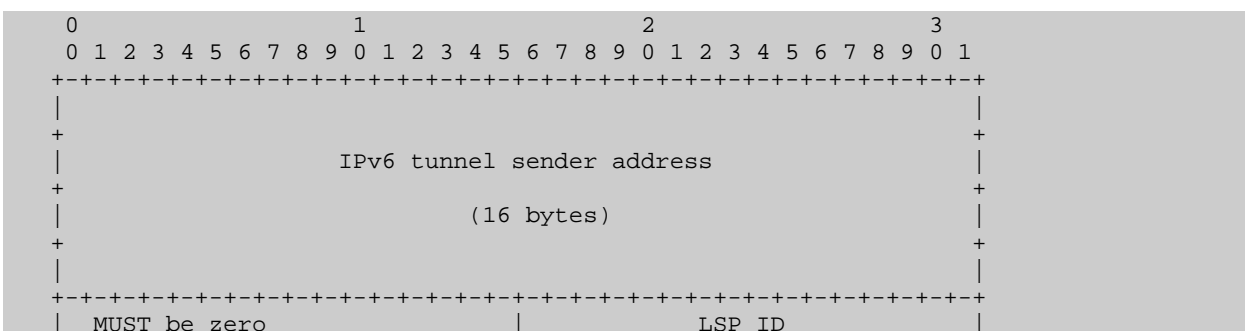 0                   1                   2                   3
0 1 2 3 4 5 6 7 8 9 0 1 2 3 4 5 6 7 8 9 0 1 2 3 4 5 6 7 8 9 0 1
+-+-+-+-+-+-+-+-+-+-+-+-+-+-+-+-+-+-+-+-+-+-+-+-+-+-+-+-+-+-+-+-+
|                                                               |
+                                                               +
|                   IPv6 tunnel sender address                  |
+                                                               +
|                            (16 bytes)                         |
+                                                               +
|                                                               |
+-+-+-+-+-+-+-+-+-+-+-+-+-+-+-+-+-+-+-+-+-+-+-+-+-+-+-+-+-+-+-+-+
|  MUST be zero                 |            LSP ID             |